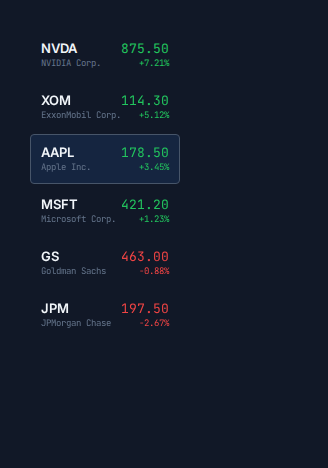 NVDA 875.50
NVIDIA Corp. +7.21%
XOM 114.30
ExxonMobil Corp. +5.12%
AAPL 178.50
Apple Inc. +3.45%
MSFT 421.20
Microsoft Corp. +1.23%
GS 463.00
Goldman Sachs -0.88%
JPM 197.50
JPMorgan Chase -2.67%